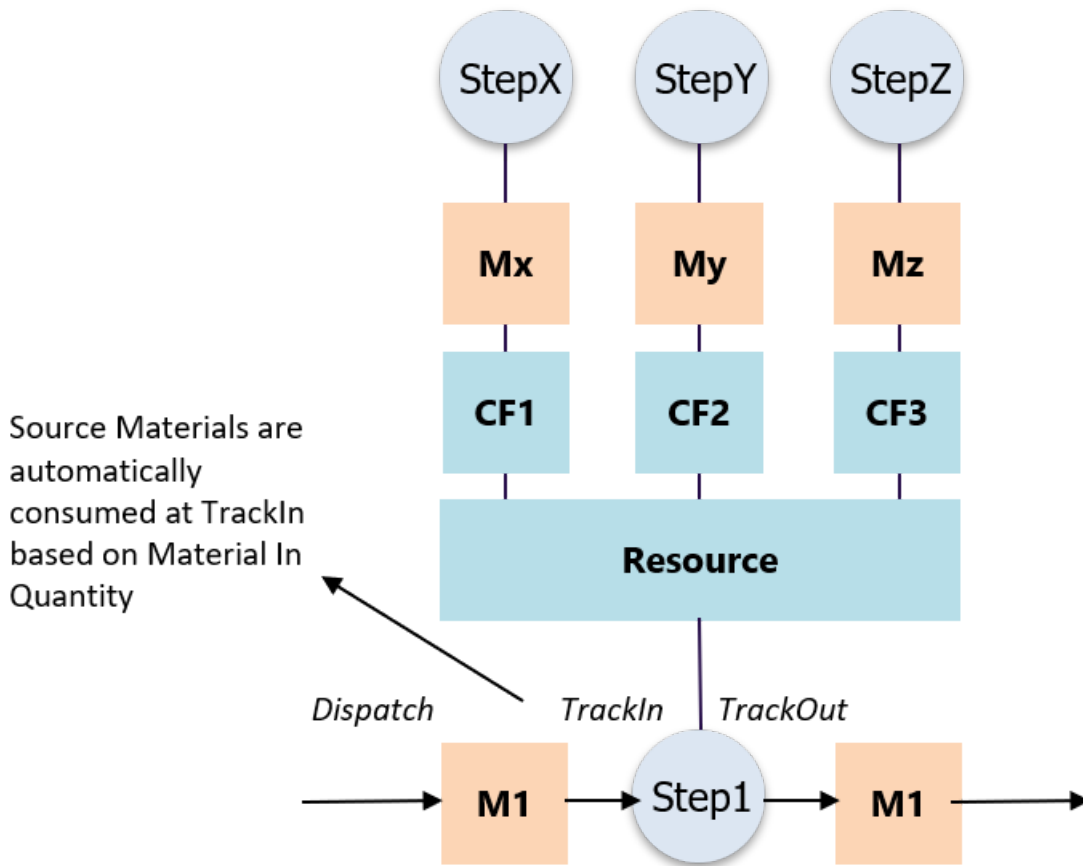 StepX StepY StepZ
Mx My Mz
CF1 CF2 CF3
Source Materials are
automatically
consumed at TrackIn
based on Material In
Quantity
Resource
Dispatch TrackIn TrackOut
M1 Step1 M1